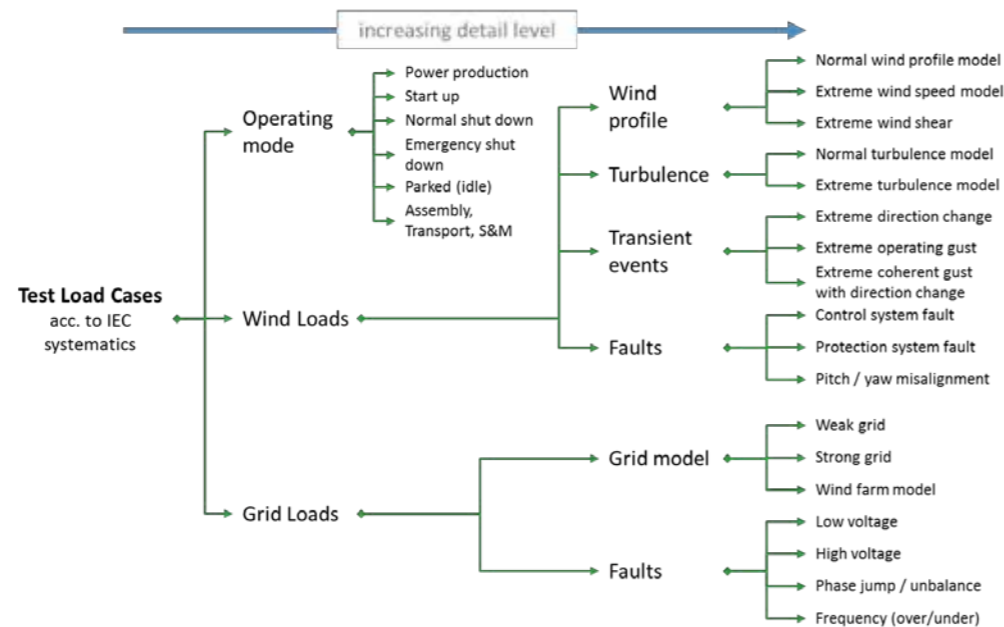 increasing detail level
Test Load Cases
acc. to IEC
systematics
Operating
mode
Power production
Start up
Normal shut down
Emergency shut
down
Parked (idle)
Assembly,
Transport, S&M
Wind Loads
Wind
profile
Normal wind profile model
Extreme wind speed model
Extreme wind shear
Turbulence
Normal turbulence model
Extreme turbulence model
Transient
events
Extreme direction change
Extreme operating gust
Extreme coherent gust
with direction change
Faults
Control system fault
Protection system fault
Pitch / yaw misalignment
Grid Loads
Grid model
Weak grid
Strong grid
Wind farm model
Faults
Low voltage
High voltage
Phase jump / unbalance
Frequency (over/under)